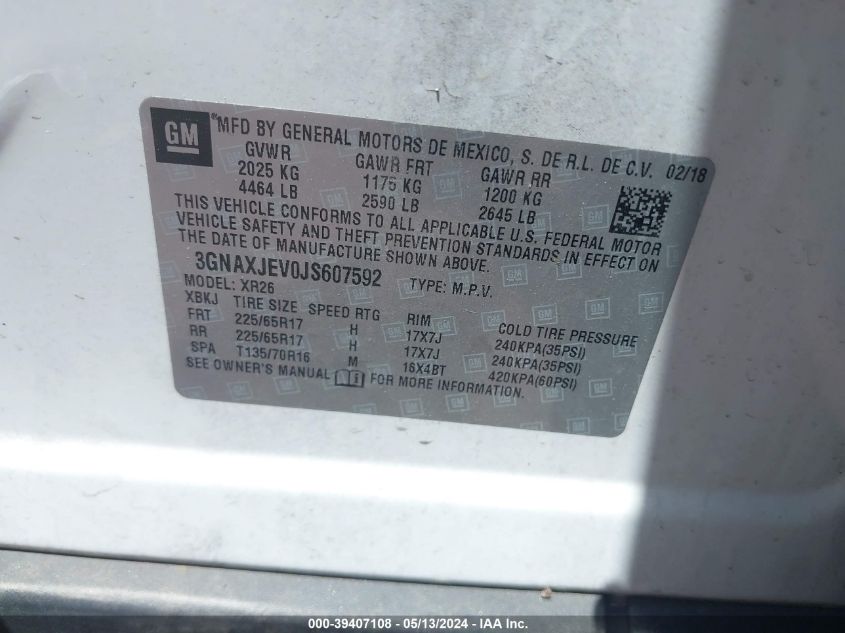 GM
MFD BY GENERAL MOTORS DE MEXICO, S. DE R.L. DE C.V. 02/18
GVWR GAWR FRT GAWR RR
2025 KG 1175 KG 1200 KG
4464 LB 2590 LB 2645 LB
THIS VEHICLE CONFORMS TO ALL APPLICABLE U.S. FEDERAL MOTOR
VEHICLE SAFETY AND THEFT PREVENTION STANDARDS IN EFFECT ON
THE DATE OF MANUFACTURE SHOWN ABOVE.
3GNAXJEV0JS607592 TYPE: M.P.V.
MODEL: XR26
XBKJ TIRE SIZE SPEED RTG RIM COLD TIRE PRESSURE
FRT 225/65R17 H 17X7J 240KPA(35PSI)
RR 225/65R17 H 17X7J 240KPA(35PSI)
SPA T135/70R16 M 16X4BT 420KPA(60PSI)
SEE OWNER'S MANUAL FOR MORE INFORMATION.
000-39407108 - 05/13/2024 - IAA Inc.